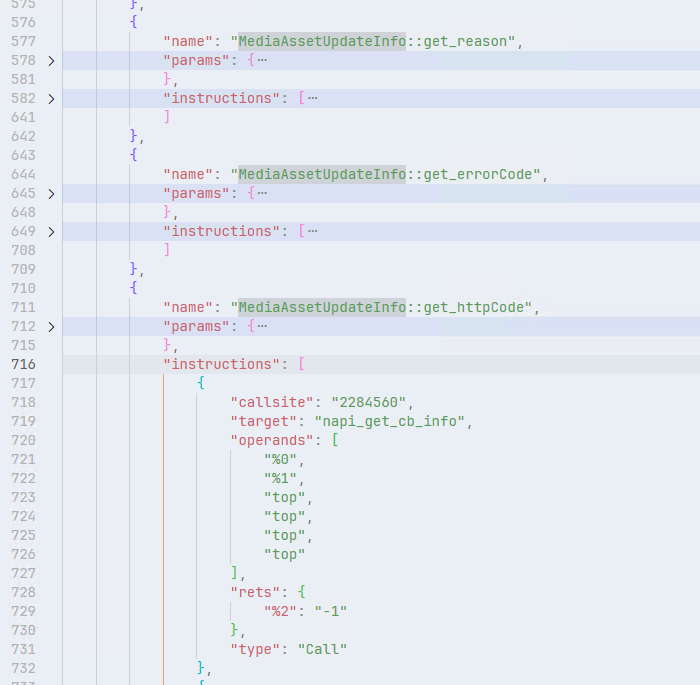 575 },
576 {
577 "name": "MediaAssetUpdateInfo::get_reason",
578 "params": {⋯
581 },
582 "instructions": [⋯
641 ]
642 },
643 {
644 "name": "MediaAssetUpdateInfo::get_errorCode",
645 "params": {⋯
648 },
649 "instructions": [⋯
708 ]
709 },
710 {
711 "name": "MediaAssetUpdateInfo::get_httpCode",
712 "params": {⋯
715 },
716 "instructions": [
717 {
718 "callsite": "2284560",
719 "target": "napi_get_cb_info",
720 "operands": [
721 "%0",
722 "%1",
723 "top",
724 "top",
725 "top",
726 "top"
727 ],
728 "rets": {
729 "%2": "-1"
730 },
731 "type": "Call"
732 },